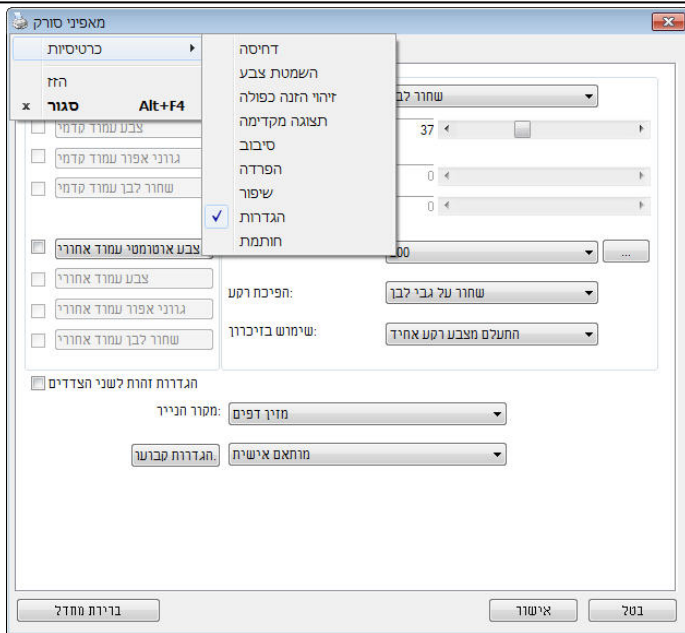 מאפיני סורק
כרטיסיות
הזז
סגור Alt+F4
x
דחיסה
השמטת צבע
זיהוי הזנה כפולה
תצוגה מקדימה
סיבוב
הפרדה
שיפור
הגדרות
חותמת
שחור לבן
צבע עמוד קדמי
37
גווני אפור עמוד קדמי
0
שחור לבן עמוד קדמי
0
צבע אוטומטי עמוד אחורי
200
...
צבע עמוד אחורי
הפיכת רקע:
שחור על גבי לבן
גווני אפור עמוד אחורי
שימוש בזיכרון:
התעלם מצבע רקע אחיד
שחור לבן עמוד אחורי
הגדרות זהות לשני הצדדים
מקור הנייר:
מזין דפים
הגדרות קבועו.
מותאם אישית
ברירת מחדל
אישור
בטל